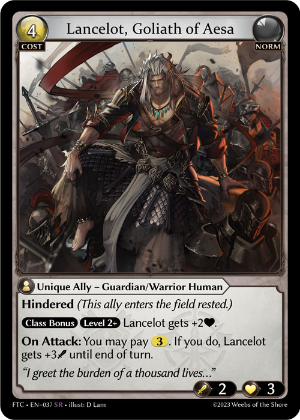 4
COST
Lancelot, Goliath of Aesa
NORM
Unique Ally – Guardian/Warrior Human
Hindered (This ally enters the field rested.)
Class Bonus Level 2+ Lancelot gets +2
On Attack: You may pay 3. If you do, Lancelot
gets +3 until end of turn.
"I greet the burden of a thousand lives..."
2
3
FTC • EN–037 SR • illust: D Lam
©2023 Weebs of the Shore